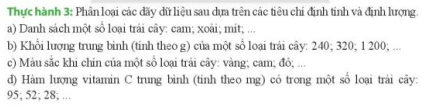 Thực hành 3: Phân loại các dãy dữ liệu sau dựa trên các tiêu chí định tính và định lượng.
a) Danh sách một số loại trái cây: cam; xoài; mít; ...
b) Khối lượng trung bình (tính theo g) của một số loại trái cây: 240; 320; 1 200; ...
c) Màu sắc khi chín của một số loại trái cây: vàng; cam; đỏ; ...
d) Hàm lượng vitamin C trung bình (tính theo mg) có trong một số loại trái cây:
95; 52; 28; ...